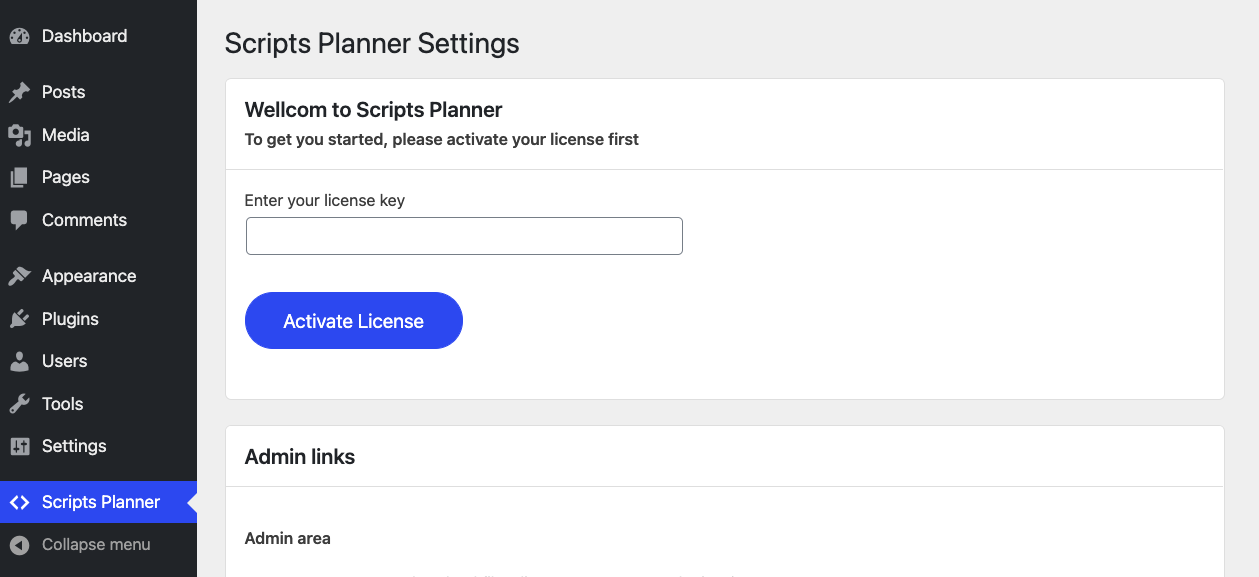 Dashboard
Posts
Media
Pages
Comments
Appearance
Plugins
Users
Tools
Settings
Scripts Planner
Collapse menu
Scripts Planner Settings
Wellcom to Scripts Planner
To get you started, please activate your license first
Enter your license key
Activate License
Admin links
Admin area